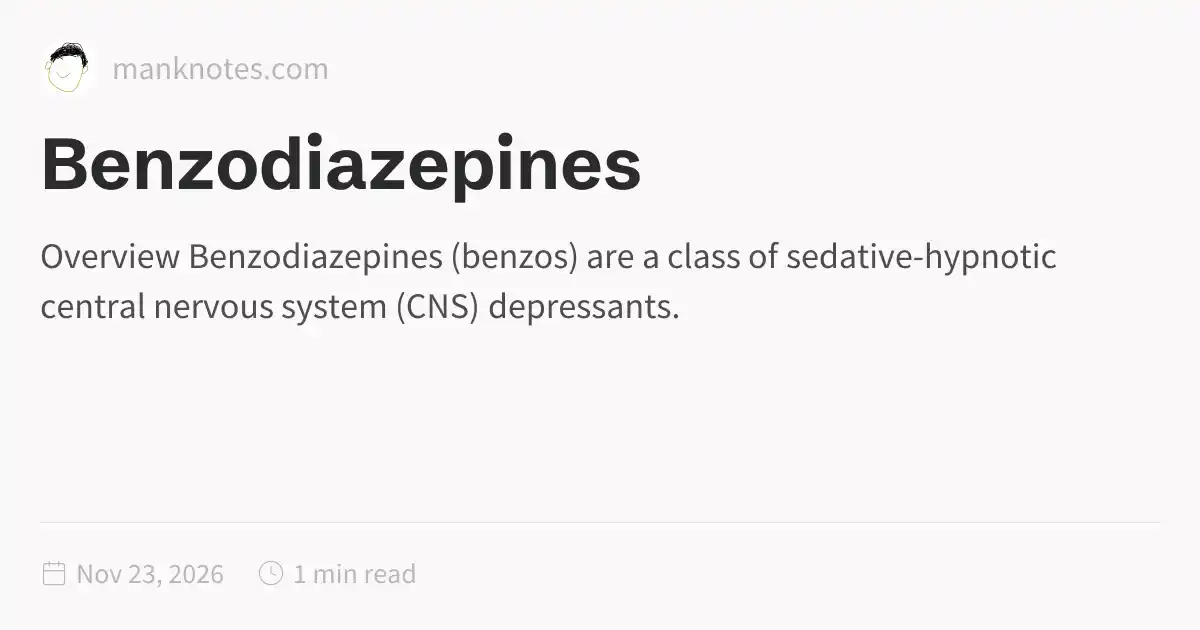 manknotes.com
Benzodiazepines
Overview Benzodiazepines (benzos) are a class of sedative-hypnotic
central nervous system (CNS) depressants.
Nov 23, 2026 1 min read